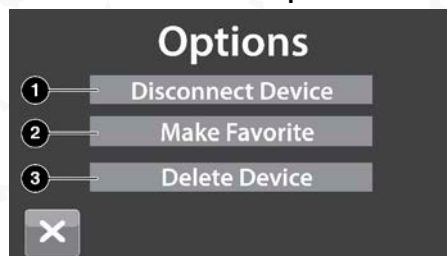 Options
1 Disconnect Device
2 Make Favorite
3 Delete Device